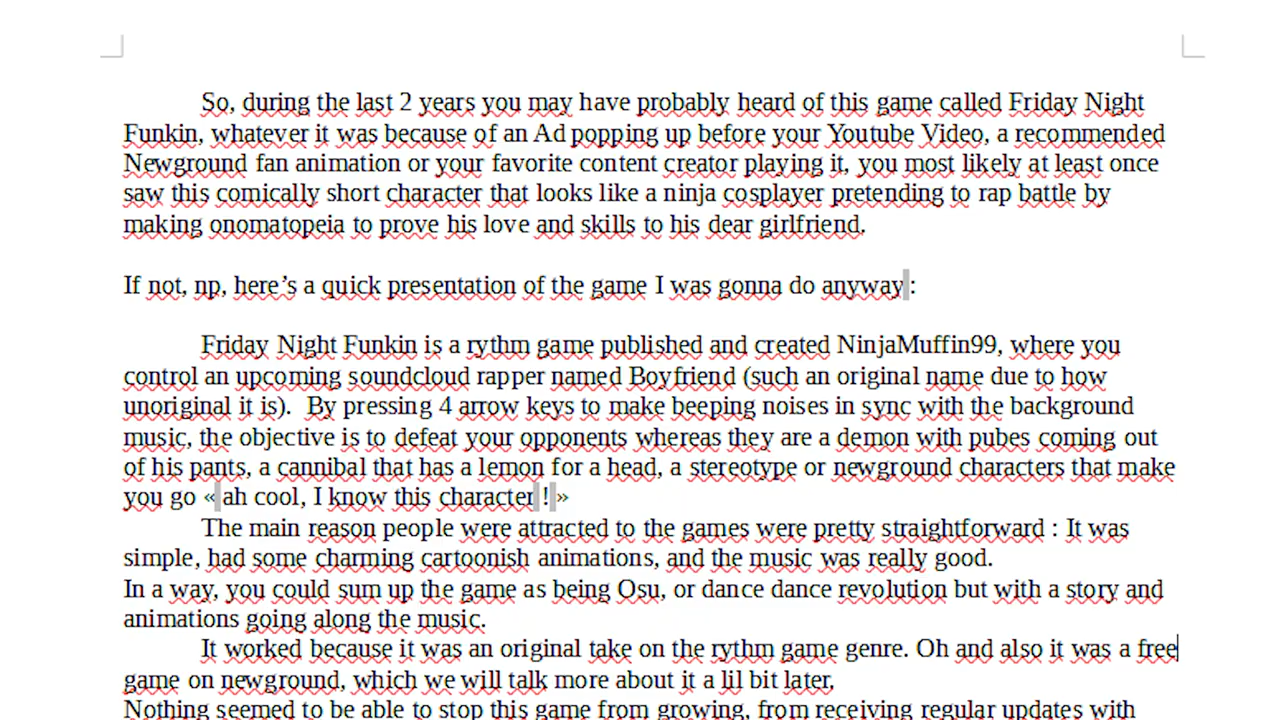 So, during the last 2 years you may have probably heard of this game called Friday Night
Funkin, whatever it was because of an Ad popping up before your Youtube Video, a recommended
Newground fan animation or your favorite content creator playing it, you most likely at least once
saw this comically short character that looks like a ninja cosplayer pretending to rap battle by
making onomatopeia to prove his love and skills to his dear girlfriend.
If not, np, here’s a quick presentation of the game I was gonna do anyway :
Friday Night Funkin is a rythm game published and created NinjaMuffin99, where you
control an upcoming soundcloud rapper named Boyfriend (such an original name due to how
unoriginal it is).  By pressing 4 arrow keys to make beeping noises in sync with the background
music, the objective is to defeat your opponents whereas they are a demon with pubes coming out
of his pants, a cannibal that has a lemon for a head, a stereotype or newground characters that make
you go « ah cool, I know this character ! »
The main reason people were attracted to the games were pretty straightforward : It was
simple, had some charming cartoonish animations, and the music was really good.
In a way, you could sum up the game as being Osu, or dance dance revolution but with a story and
animations going along the music.
It worked because it was an original take on the rythm game genre. Oh and also it was a free
game on newground, which we will talk more about it a lil bit later,
Nothing seemed to be able to stop this game from growing, from receiving regular updates with